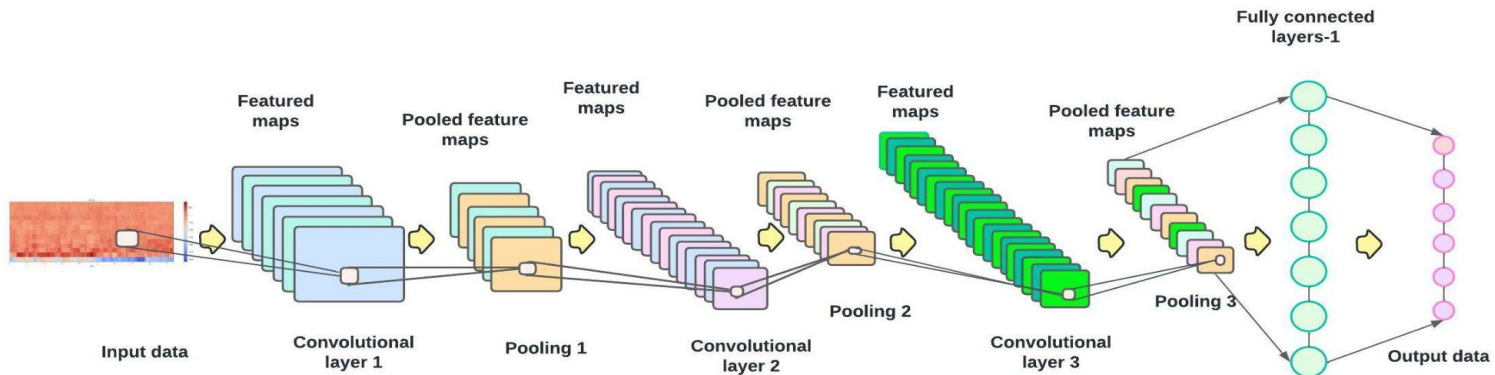 Fully connected
layers-1
Featured
maps
Pooled feature
maps
Featured
maps
Pooled feature
maps
Featured
maps
Pooled feature
maps
Input data
Convolutional
layer 1
Pooling 1
Convolutional
layer 2
Pooling 2
Convolutional
layer 3
Pooling 3
Output data